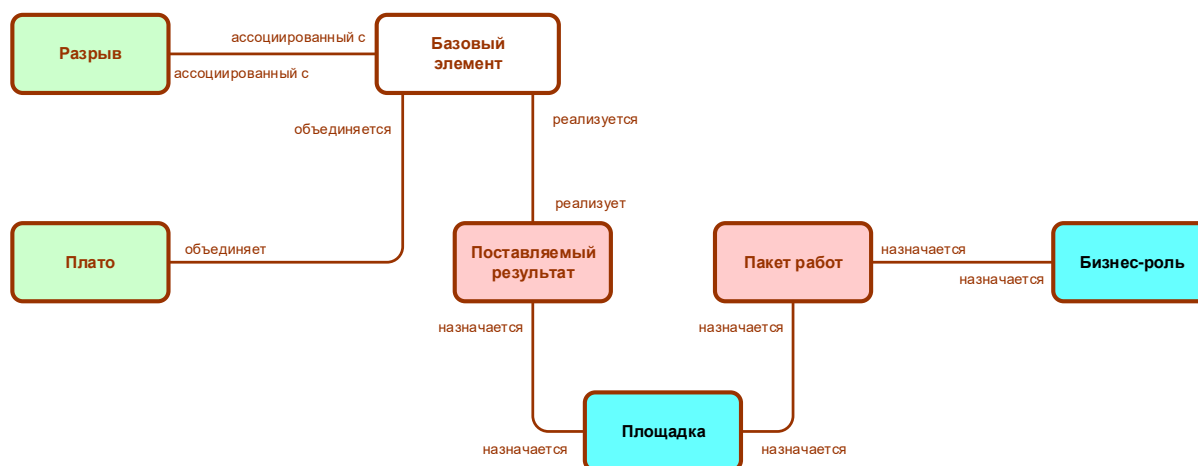 Разрыв
ассоциированный с
ассоциированный с
Базовый
элемент
объединяется
реализуется
реализует
Плато
объединяет
Поставляемый
результат
Пакет работ
назначается
назначается
Бизнес-роль
назначается
назначается
Площадка
назначается
назначается